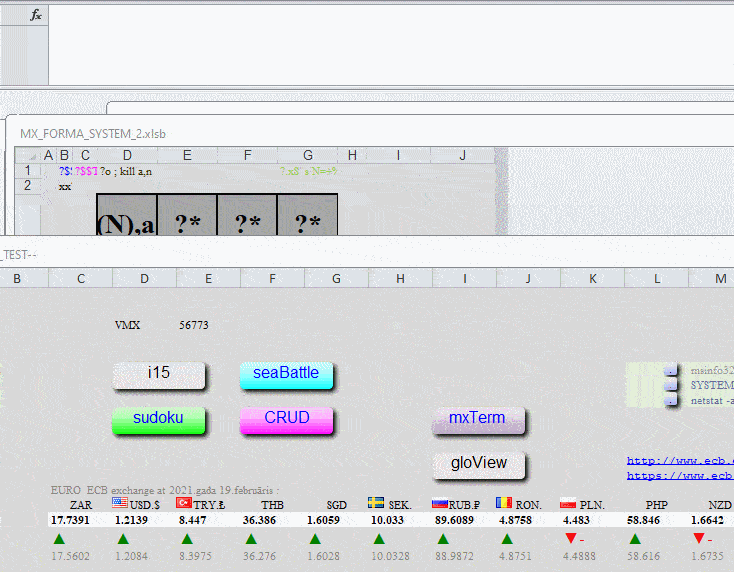 fx
MX_FORMA_SYSTEM_2.xlsb
A B C D E F G H I J
1 ?$ ?$$T ?o ; kill a,n
2 xx
(N),a ?* ?* ?*
_TEST--
B C D E F G H I J K L M
VMX 56773
i15 seaBattle msinfo32
SYSTEM
sudoku CRUD mxTerm netstat -a
gloView http://www.ecb.
https://www.ecb.
EURO ECB exchange at 2021.gada 19.februāris :
ZAR USD.$ TRY.₺ THB SGD SEK. RUB.₽ RON. PLN. PHP NZD
17.7391 1.2139 8.447 36.386 1.6059 10.033 89.6089 4.8758 4.483 58.846 1.6642
- -
17.5602 1.2084 8.3975 36.276 1.6028 10.0328 88.9872 4.8751 4.4888 58.616 1.6735